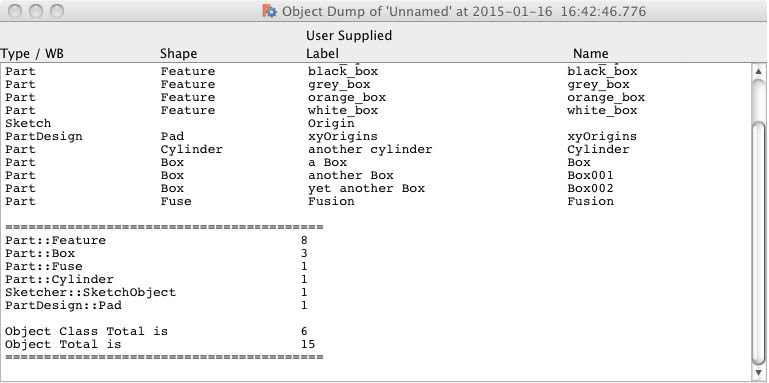 Object Dump of 'Unnamed' at 2015-01-16 16:42:46.776
User Supplied
Type / WB Shape Label Name
Part Feature black_box black_box
Part Feature grey_box grey_box
Part Feature orange_box orange_box
Part Feature white_box white_box
Sketch Origin
PartDesign Pad xyOrigins xyOrigins
Part Cylinder another cylinder Cylinder
Part Box a Box Box
Part Box another Box Box001
Part Box yet another Box Box002
Part Fuse Fusion Fusion
=========================================
Part::Feature 8
Part::Box 3
Part::Fuse 1
Part::Cylinder 1
Sketcher::SketchObject 1
PartDesign::Pad 1
Object Class Total is 6
Object Total is 15
=========================================